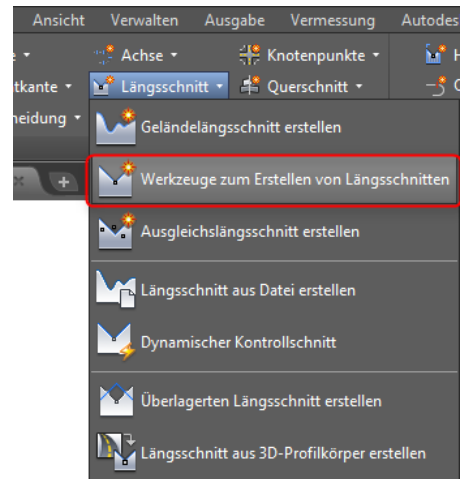 Ansicht Verwalten Ausgabe Vermessung Autodes
Achse Knotenpunkte
tkante Längsschnitt Querschnitt
neidung
Geländelängsschnitt erstellen
Werkzeuge zum Erstellen von Längsschnitten
Ausgleichslängsschnitt erstellen
Längsschnitt aus Datei erstellen
Dynamischer Kontrollschnitt
Überlagerten Längsschnitt erstellen
Längsschnitt aus 3D-Profilkörper erstellen